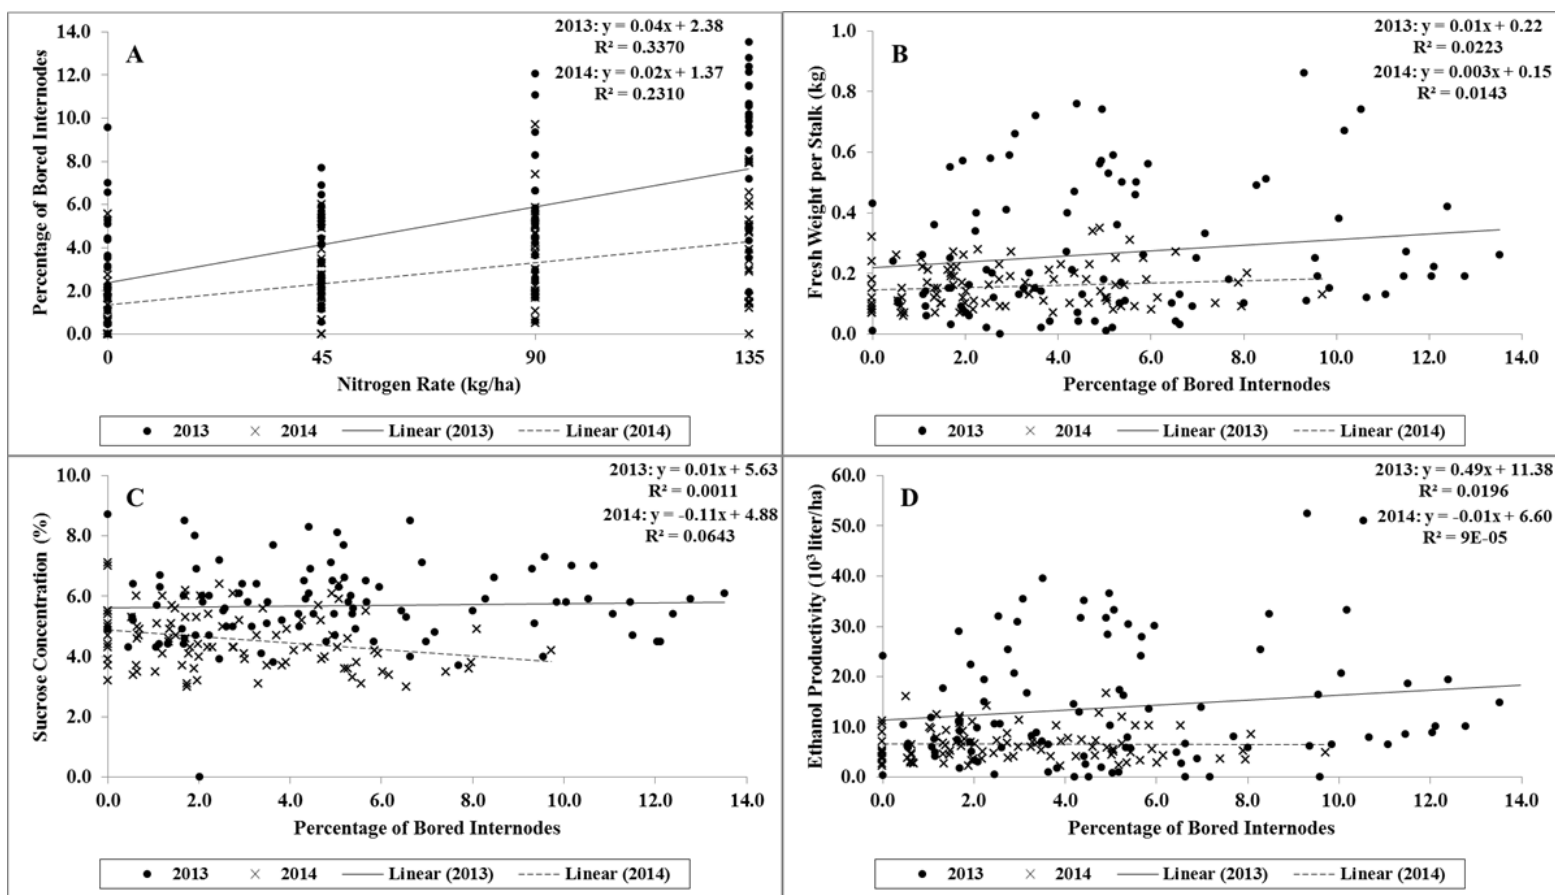 A
2013: y = 0.04x + 2.38
R² = 0.3370
2014: y = 0.02x + 1.37
R² = 0.2310
Percentage of Bored Internodes
14.0
12.0
10.0
8.0
6.0
4.0
2.0
0.0
0 45 90 135
Nitrogen Rate (kg/ha)
2013 2014 Linear (2013) Linear (2014)
B
2013: y = 0.01x + 0.22
R² = 0.0223
2014: y = 0.003x + 0.15
R² = 0.0143
Fresh Weight per Stalk (kg)
1.0
0.8
0.6
0.4
0.2
0.0
0.0 2.0 4.0 6.0 8.0 10.0 12.0 14.0
Percentage of Bored Internodes
2013 2014 Linear (2013) Linear (2014)
C
2013: y = 0.01x + 5.63
R² = 0.0011
2014: y = -0.11x + 4.88
R² = 0.0643
Sucrose Concentration (%)
10.0
8.0
6.0
4.0
2.0
0.0
0.0 2.0 4.0 6.0 8.0 10.0 12.0 14.0
Percentage of Bored Internodes
2013 2014 Linear (2013) Linear (2014)
D
2013: y = 0.49x + 11.38
R² = 0.0196
2014: y = -0.01x + 6.60
R² = 9E-05
Ethanol Productivity (10³ liter/ha)
60.0
50.0
40.0
30.0
20.0
10.0
0.0
0.0 2.0 4.0 6.0 8.0 10.0 12.0 14.0
Percentage of Bored Internodes
2013 2014 Linear (2013) Linear (2014)